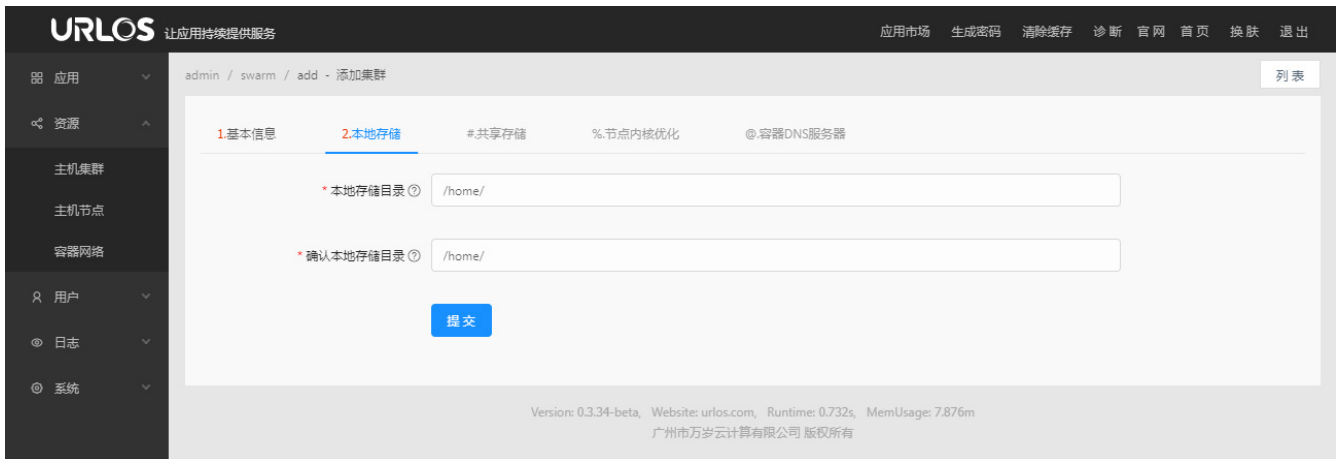 URLOS 让应用持续提供服务 应用市场 生成密码 清除缓存 诊断 官网 首页 换肤 退出
应用 admin / swarm / add - 添加集群 列表
资源
1.基本信息 2.本地存储 #.共享存储 %.节点内核优化 @.容器DNS服务器
主机集群
* 本地存储目录 /home/
主机节点
容器网络
* 确认本地存储目录 /home/
用户
提交
日志
系统
Version: 0.3.34-beta, Website: urlos.com, Runtime: 0.732s, MemUsage: 7.876m
广州市万岁云计算有限公司 版权所有